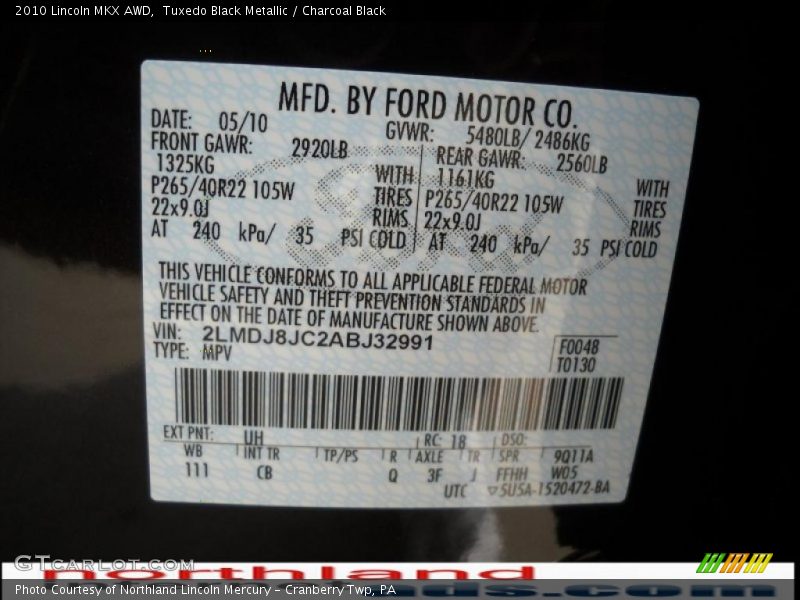 2010 Lincoln MKX AWD,  Tuxedo Black Metallic / Charcoal Black
MFD. BY FORD MOTOR CO.
DATE: 05/10 GVWR: 5480LB/ 2486KG
FRONT GAWR: 2920LB REAR GAWR: 2560LB
1325KG WITH 1161KG WITH
P265/40R22 105W TIRES P265/40R22 105W TIRES
22x9.0J RIMS 22x9.0J RIMS
AT 240 kPa/ 35 PSI COLD AT 240 kPa/ 35 PSI COLD
THIS VEHICLE CONFORMS TO ALL APPLICABLE FEDERAL MOTOR
VEHICLE SAFETY AND THEFT PREVENTION STANDARDS IN
EFFECT ON THE DATE OF MANUFACTURE SHOWN ABOVE.
VIN: 2LMDJ8JC2ABJ32991 F0048
TYPE: MPV T0130
EXT PNT: UH RC: 18 DSO:
WB INT TR TP/PS R AXLE TR SPR 9Q11A
111 CB Q 3F J FFHH W05
UTC ▽5U5A-1520472-BA
GTCarlot.com
northland
Photo Courtesy of Northland Lincoln Mercury - Cranberry Twp, PA